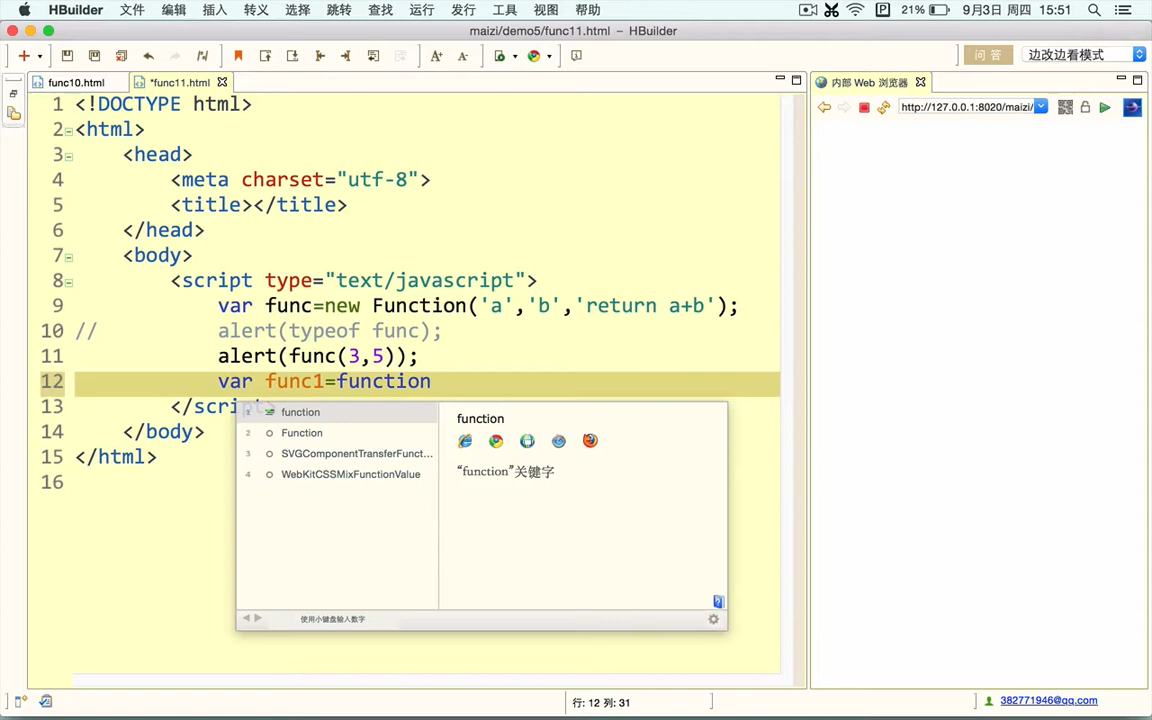 HBuilder 文件 编辑 插入 转义 选择 跳转 查找 运行 发行 工具 视图 帮助 21% 9月3日 周四 15:51
maizi/demo5/func11.html – HBuilder
问 答 边改边看模式
func10.html *func11.html 内部 Web 浏览器
http://127.0.0.1:8020/maizi/
1 <!DOCTYPE html>
2 <html>
3 <head>
4 <meta charset="utf-8">
5 <title></title>
6 </head>
7 <body>
8 <script type="text/javascript">
9 var func=new Function('a','b','return a+b');
10 // alert(typeof func);
11 alert(func(3,5));
12 var func1=function
13 </script>
14 </body>
15 </html>
16
1 function
2 Function
3 SVGComponentTransferFunct...
4 WebKitCSSMixFunctionValue
function
“function”关键字
使用小键盘输入数字
行: 12 列: 31
382771946@qq.com